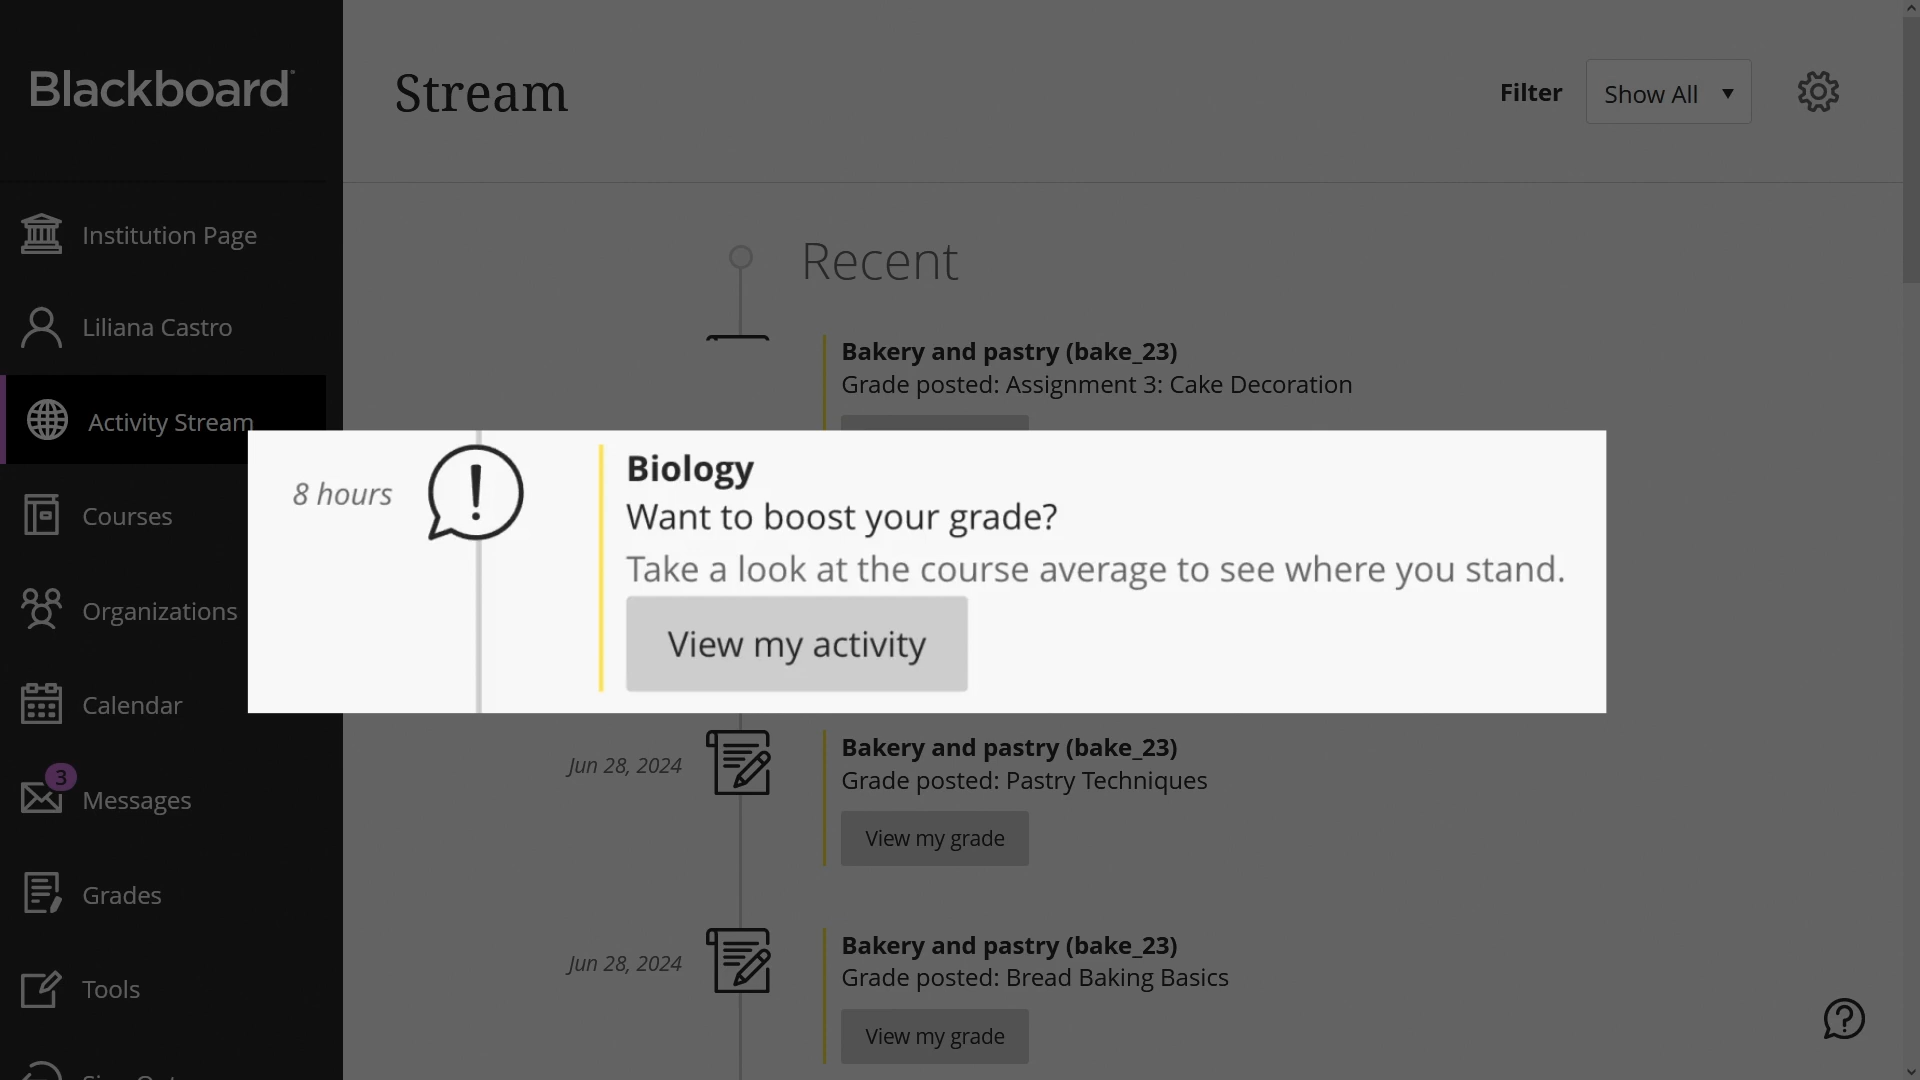 Blackboard
Institution Page
Liliana Castro
Activity Stream
Courses
Organizations
Calendar
3
Messages
Grades
Tools
Stream
Filter
Show All
Recent
Bakery and pastry (bake_23)
Grade posted: Assignment 3: Cake Decoration
8 hours
Biology
Want to boost your grade?
Take a look at the course average to see where you stand.
View my activity
Jun 28, 2024
Bakery and pastry (bake_23)
Grade posted: Pastry Techniques
View my grade
Jun 28, 2024
Bakery and pastry (bake_23)
Grade posted: Bread Baking Basics
View my grade